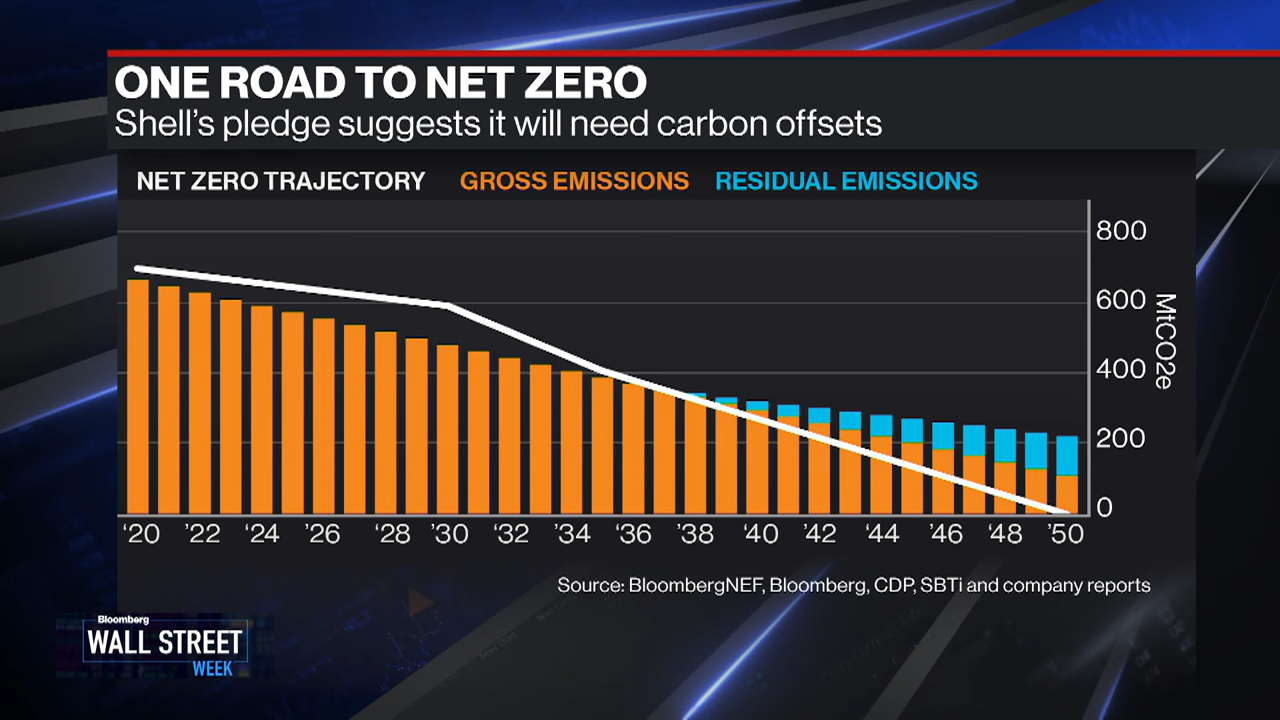 ONE ROAD TO NET ZERO
Shell's pledge suggests it will need carbon offsets
NET ZERO TRAJECTORY GROSS EMISSIONS RESIDUAL EMISSIONS
800
600
400
200
0
MtCO2e
‘20 ’22 ‘24 ‘26 ‘28 ’30 ‘32 ‘34 ’36 ’38 ‘40 ’42 ‘44 ‘46 ‘48 ’50
Source: BloombergNEF, Bloomberg, CDP, SBTi and company reports
Bloomberg
WALL STREET
WEEK